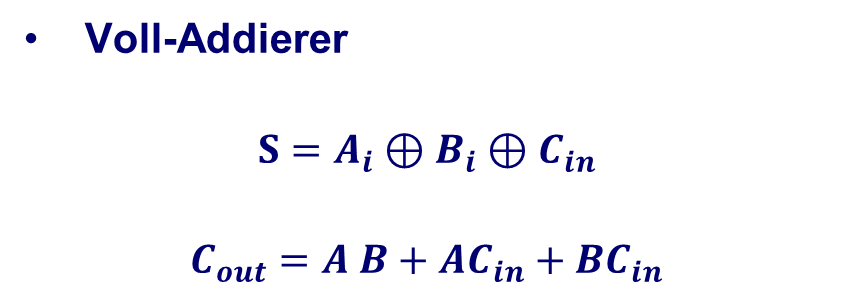 • Voll-Addierer
S = Aᵢ ⊕ Bᵢ ⊕ Cᵢₙ
Cₒᵤₜ = A B + ACᵢₙ + BCᵢₙ